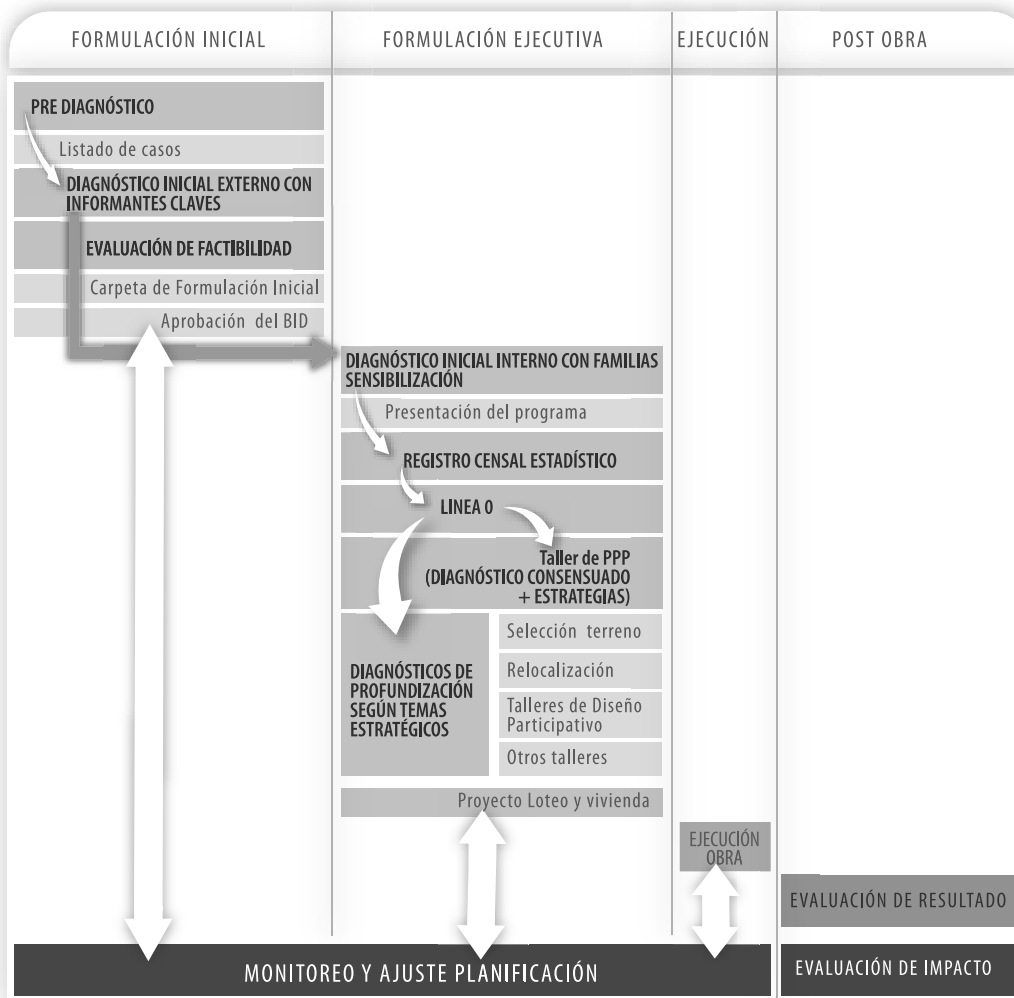 FORMULACIÓN INICIAL
FORMULACIÓN EJECUTIVA
EJECUCIÓN
POST OBRA
PRE DIAGNÓSTICO
Listado de casos
DIAGNÓSTICO INICIAL EXTERNO CON
INFORMANTES CLAVES
EVALUACIÓN DE FACTIBILIDAD
Carpeta de Formulación Inicial
Aprobación del BID
DIAGNÓSTICO INICIAL INTERNO CON FAMILIAS
SENSIBILIZACIÓN
Presentación del programa
REGISTRO CENSAL ESTADÍSTICO
LINEA 0
Taller de PPP
(DIAGNÓSTICO CONSENSUADO
+ ESTRATEGIAS)
DIAGNÓSTICOS DE
PROFUNDIZACIÓN
SEGÚN TEMAS
ESTRATÉGICOS
Selección terreno
Relocalización
Talleres de Diseño
Participativo
Otros talleres
Proyecto Loteo y vivienda
EJECUCIÓN
OBRA
EVALUACIÓN DE RESULTADO
MONITOREO Y AJUSTE PLANIFICACIÓN
EVALUACIÓN DE IMPACTO